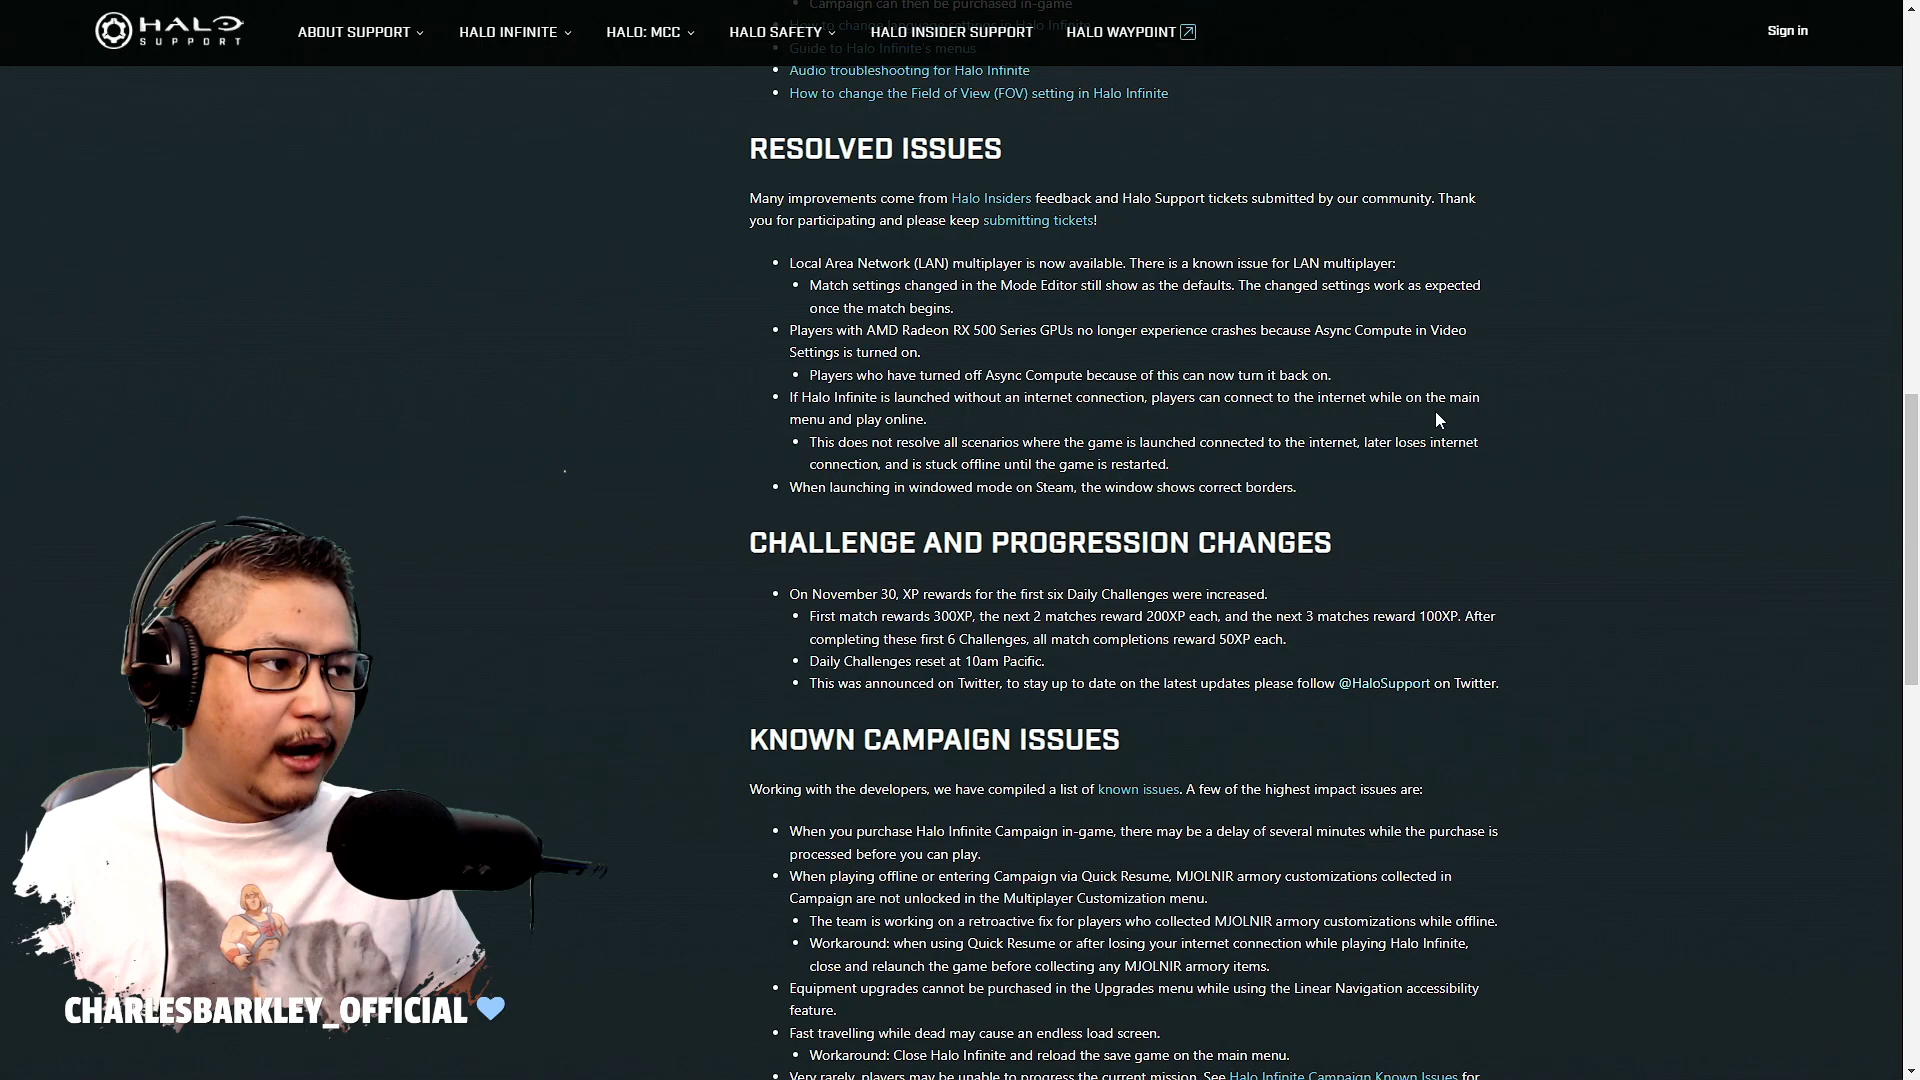 Campaign can then be purchased in-game
HALO
SUPPORT
ABOUT SUPPORT
HALO INFINITE
HALO: MCC
HALO SAFETY
HALO INSIDER SUPPORT
HALO WAYPOINT
Sign in
How to change language settings in Halo Infinite
Guide to Halo Infinite's menus
Audio troubleshooting for Halo Infinite
How to change the Field of View (FOV) setting in Halo Infinite
RESOLVED ISSUES
Many improvements come from Halo Insiders feedback and Halo Support tickets submitted by our community. Thank
you for participating and please keep submitting tickets!
Local Area Network (LAN) multiplayer is now available. There is a known issue for LAN multiplayer:
Match settings changed in the Mode Editor still show as the defaults. The changed settings work as expected
once the match begins.
Players with AMD Radeon RX 500 Series GPUs no longer experience crashes because Async Compute in Video
Settings is turned on.
Players who have turned off Async Compute because of this can now turn it back on.
If Halo Infinite is launched without an internet connection, players can connect to the internet while on the main
menu and play online.
This does not resolve all scenarios where the game is launched connected to the internet, later loses internet
connection, and is stuck offline until the game is restarted.
When launching in windowed mode on Steam, the window shows correct borders.
CHALLENGE AND PROGRESSION CHANGES
On November 30, XP rewards for the first six Daily Challenges were increased.
First match rewards 300XP, the next 2 matches reward 200XP each, and the next 3 matches reward 100XP. After
completing these first 6 Challenges, all match completions reward 50XP each.
Daily Challenges reset at 10am Pacific.
This was announced on Twitter, to stay up to date on the latest updates please follow @HaloSupport on Twitter.
KNOWN CAMPAIGN ISSUES
Working with the developers, we have compiled a list of known issues. A few of the highest impact issues are:
When you purchase Halo Infinite Campaign in-game, there may be a delay of several minutes while the purchase is
processed before you can play.
When playing offline or entering Campaign via Quick Resume, MJOLNIR armory customizations collected in
Campaign are not unlocked in the Multiplayer Customization menu.
The team is working on a retroactive fix for players who collected MJOLNIR armory customizations while offline.
Workaround: when using Quick Resume or after losing your internet connection while playing Halo Infinite,
close and relaunch the game before collecting any MJOLNIR armory items.
Equipment upgrades cannot be purchased in the Upgrades menu while using the Linear Navigation accessibility
feature.
Fast travelling while dead may cause an endless load screen.
Workaround: Close Halo Infinite and reload the save game on the main menu.
Very rarely, players may be unable to progress the current mission. See Halo Infinite Campaign Known Issues for
CHARLESBARKLEY_OFFICIAL 💙